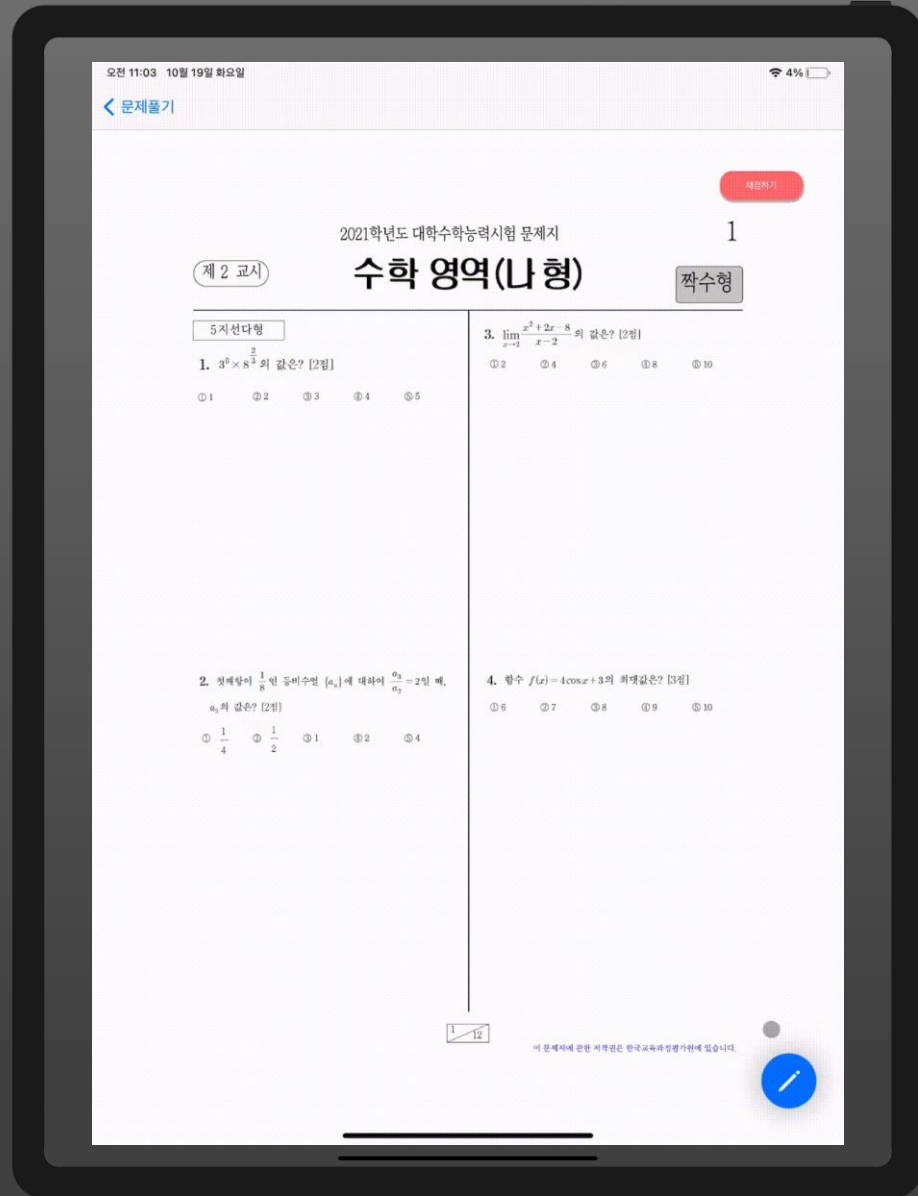 오전 11:03 10월 19일 화요일
4%
문제풀기
채점하기
2021학년도 대학수학능력시험 문제지
1
제 2 교시
수학 영역(나형)
짝수형
5지선다형
1. 3⁰×8^(2/3)의 값은? [2점]
① 1 ② 2 ③ 3 ④ 4 ⑤ 5
2. 첫째항이 1/8인 등비수열 {aₙ}에 대하여 a₃/a₂=2일 때,
a₅의 값은? [2점]
① 1/4 ② 1/2 ③ 1 ④ 2 ⑤ 4
3. lim x→2 (x²+2x-8)/(x-2)의 값은? [2점]
① 2 ② 4 ③ 6 ④ 8 ⑤ 10
4. 함수 f(x)=4cosx+3의 최댓값은? [3점]
① 6 ② 7 ③ 8 ④ 9 ⑤ 10
1/12
이 문제지에 관한 저작권은 한국교육과정평가원에 있습니다.